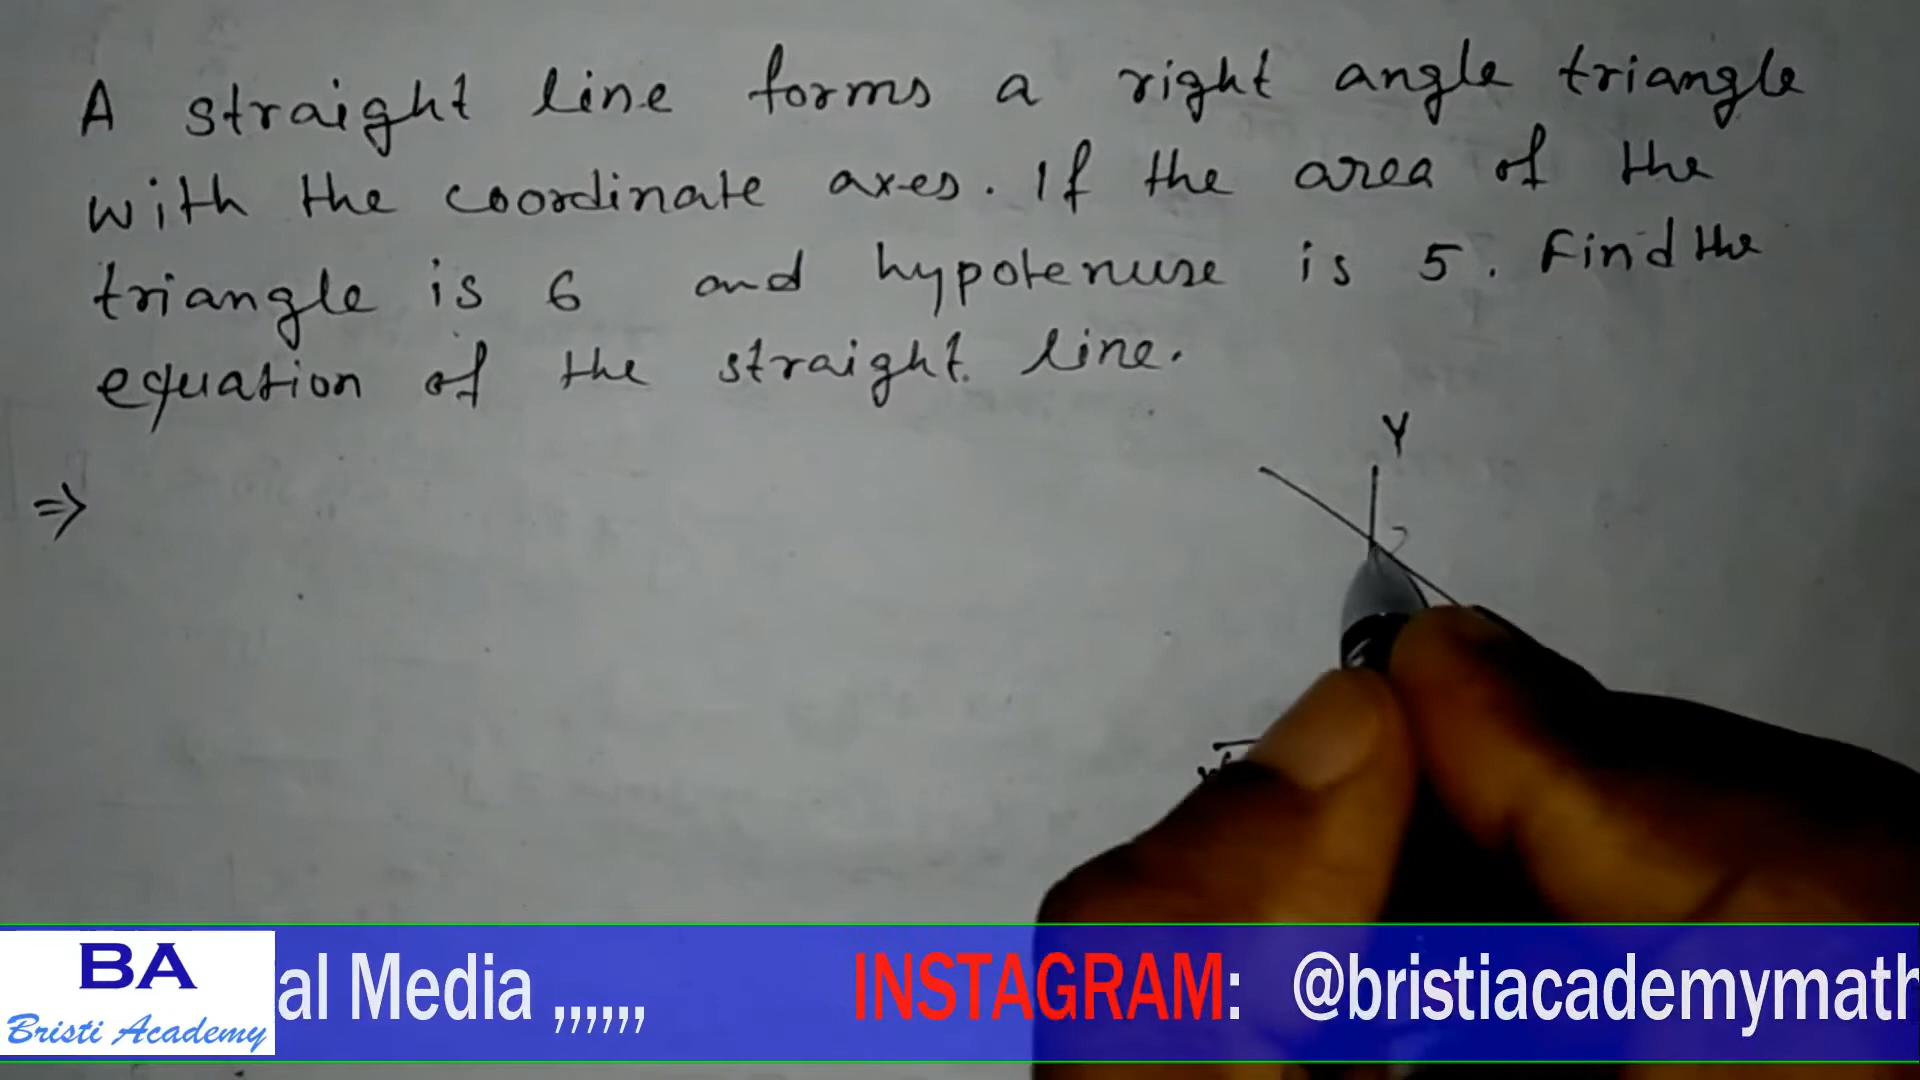 A straight line forms a right angle triangle
with the coordinate axes. If the area of the
triangle is 6 and hypotenuse is 5. Find the
equation of the straight line.
Y
⇒
BA
Bristi Academy
al Media ,,,,,, INSTAGRAM: @bristiacademymath